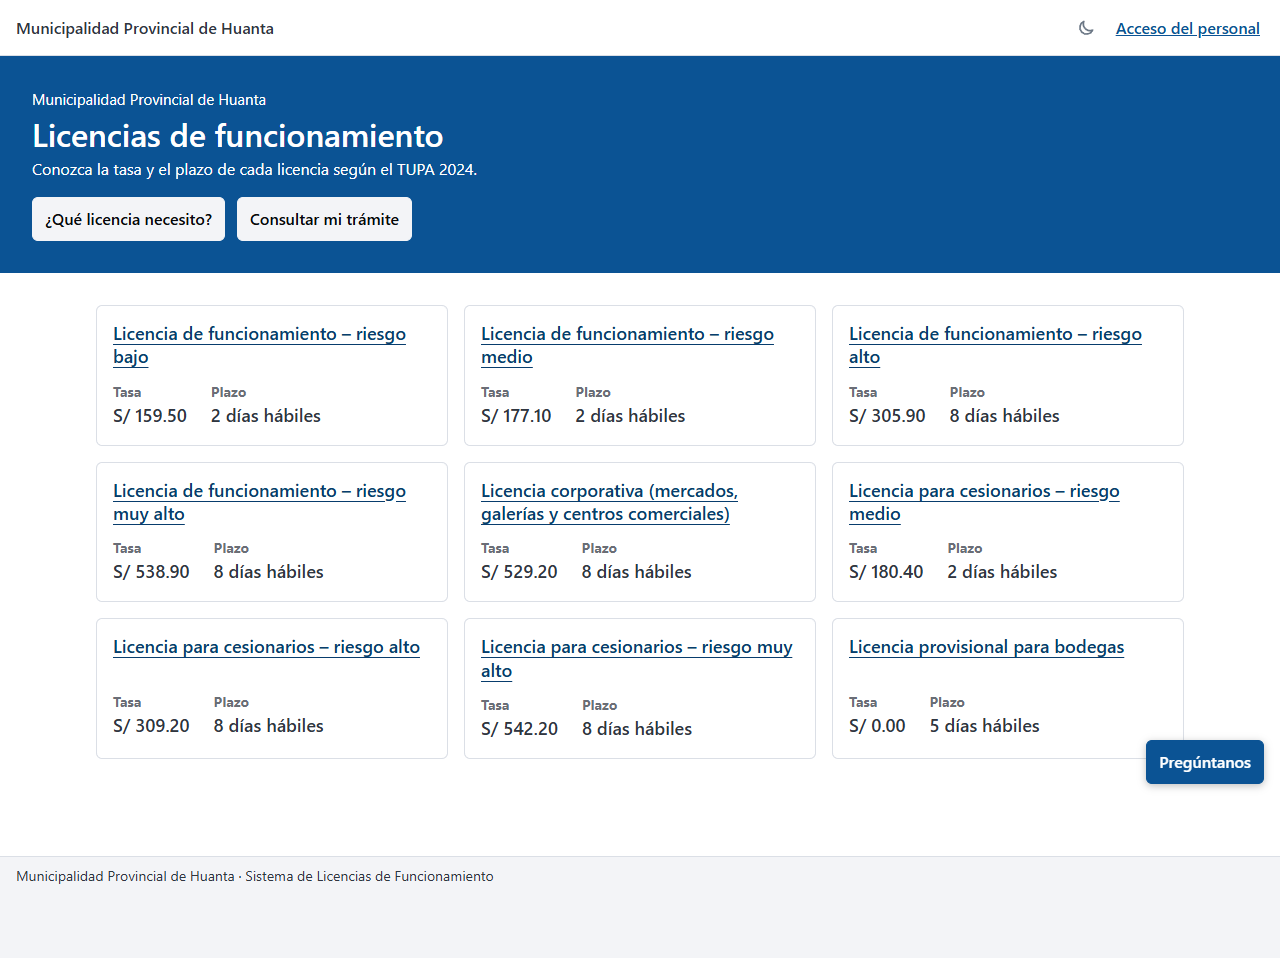 Municipalidad Provincial de Huanta
Acceso del personal
Municipalidad Provincial de Huanta
Licencias de funcionamiento
Conozca la tasa y el plazo de cada licencia según el TUPA 2024.
¿Qué licencia necesito?
Consultar mi trámite
Licencia de funcionamiento – riesgo
bajo
Tasa Plazo
S/ 159.50 2 días hábiles
Licencia de funcionamiento – riesgo
medio
Tasa Plazo
S/ 177.10 2 días hábiles
Licencia de funcionamiento – riesgo
alto
Tasa Plazo
S/ 305.90 8 días hábiles
Licencia de funcionamiento – riesgo
muy alto
Tasa Plazo
S/ 538.90 8 días hábiles
Licencia corporativa (mercados,
galerías y centros comerciales)
Tasa Plazo
S/ 529.20 8 días hábiles
Licencia para cesionarios – riesgo
medio
Tasa Plazo
S/ 180.40 2 días hábiles
Licencia para cesionarios – riesgo alto
Tasa Plazo
S/ 309.20 8 días hábiles
Licencia para cesionarios – riesgo muy
alto
Tasa Plazo
S/ 542.20 8 días hábiles
Licencia provisional para bodegas
Tasa Plazo
S/ 0.00 5 días hábiles
Pregúntanos
Municipalidad Provincial de Huanta · Sistema de Licencias de Funcionamiento